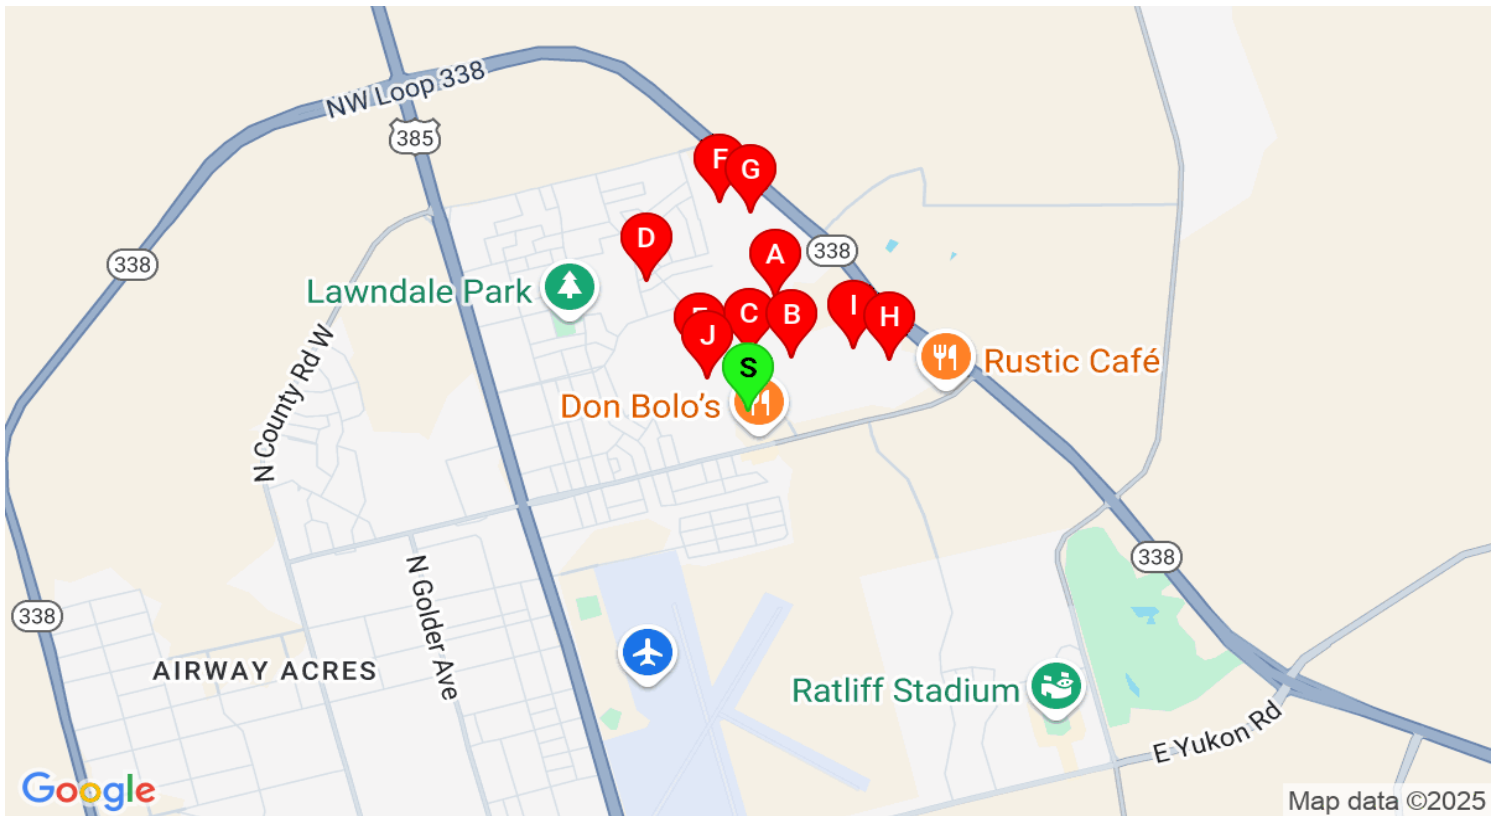 NW Loop 338
385
F
G
D
A
338
338
Lawndale Park
I
C
B
H
J
S
Rustic Café
Don Bolo's
N County Rd W
338
N Golder Ave
338
AIRWAY ACRES
Ratliff Stadium
E Yukon Rd
Google
Map data ©2025